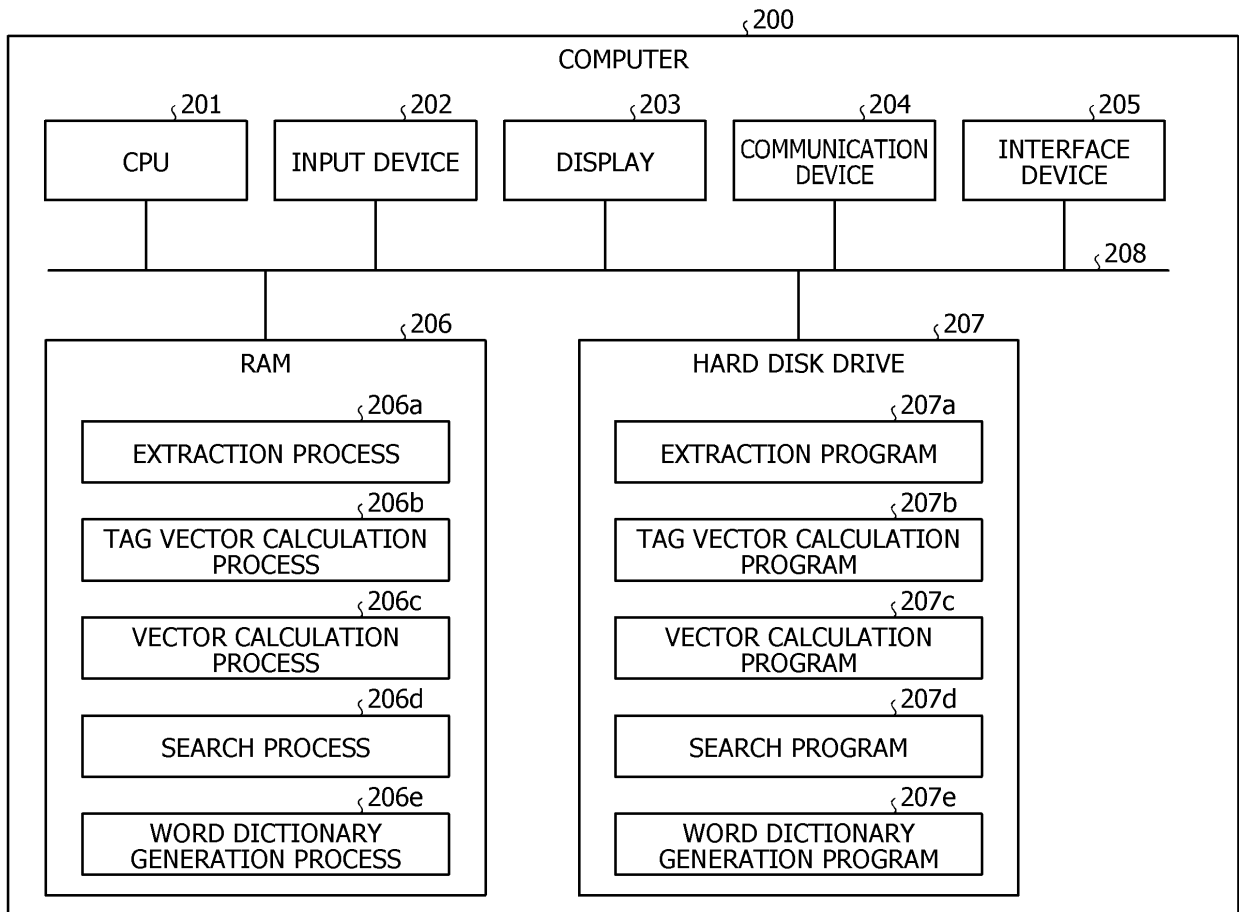 200
COMPUTER
201
CPU
202
INPUT DEVICE
203
DISPLAY
204
COMMUNICATION
DEVICE
205
INTERFACE
DEVICE
208
206
RAM
206a
EXTRACTION PROCESS
206b
TAG VECTOR CALCULATION
PROCESS
206c
VECTOR CALCULATION
PROCESS
206d
SEARCH PROCESS
206e
WORD DICTIONARY
GENERATION PROCESS
207
HARD DISK DRIVE
207a
EXTRACTION PROGRAM
207b
TAG VECTOR CALCULATION
PROGRAM
207c
VECTOR CALCULATION
PROGRAM
207d
SEARCH PROGRAM
207e
WORD DICTIONARY
GENERATION PROGRAM